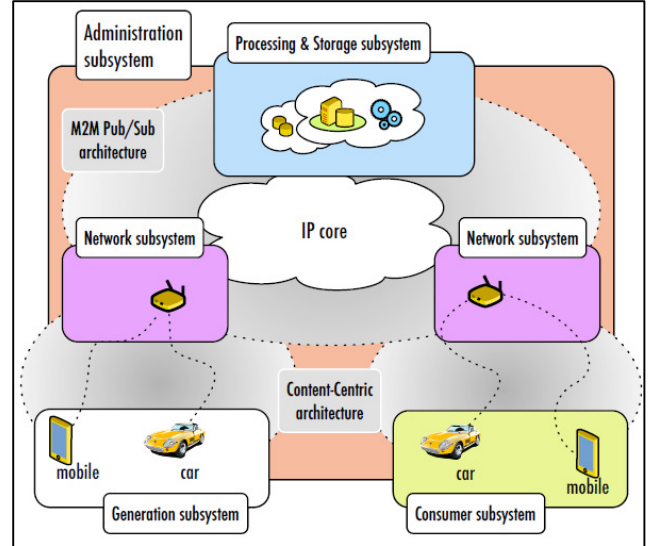 Administration
subsystem
Processing & Storage subsystem
M2M Pub/Sub
architecture
IP core
Network subsystem
Network subsystem
Content-Centric
architecture
mobile
car
car
mobile
Generation subsystem
Consumer subsystem